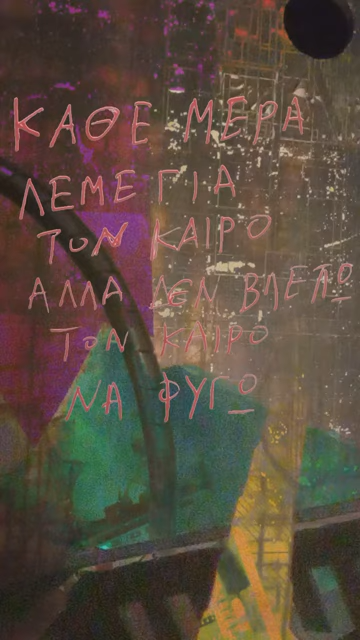 ΚΑΘΕ ΜΕΡΑ
ΛΕΜΕ ΓΙΑ
ΤΟΝ ΚΑΙΡΟ
ΑΛΛΑ ΔΕΝ ΒΛΕΠΩ
ΤΟΝ ΚΑΙΡΟ
ΝΑ ΦΥΓΩ